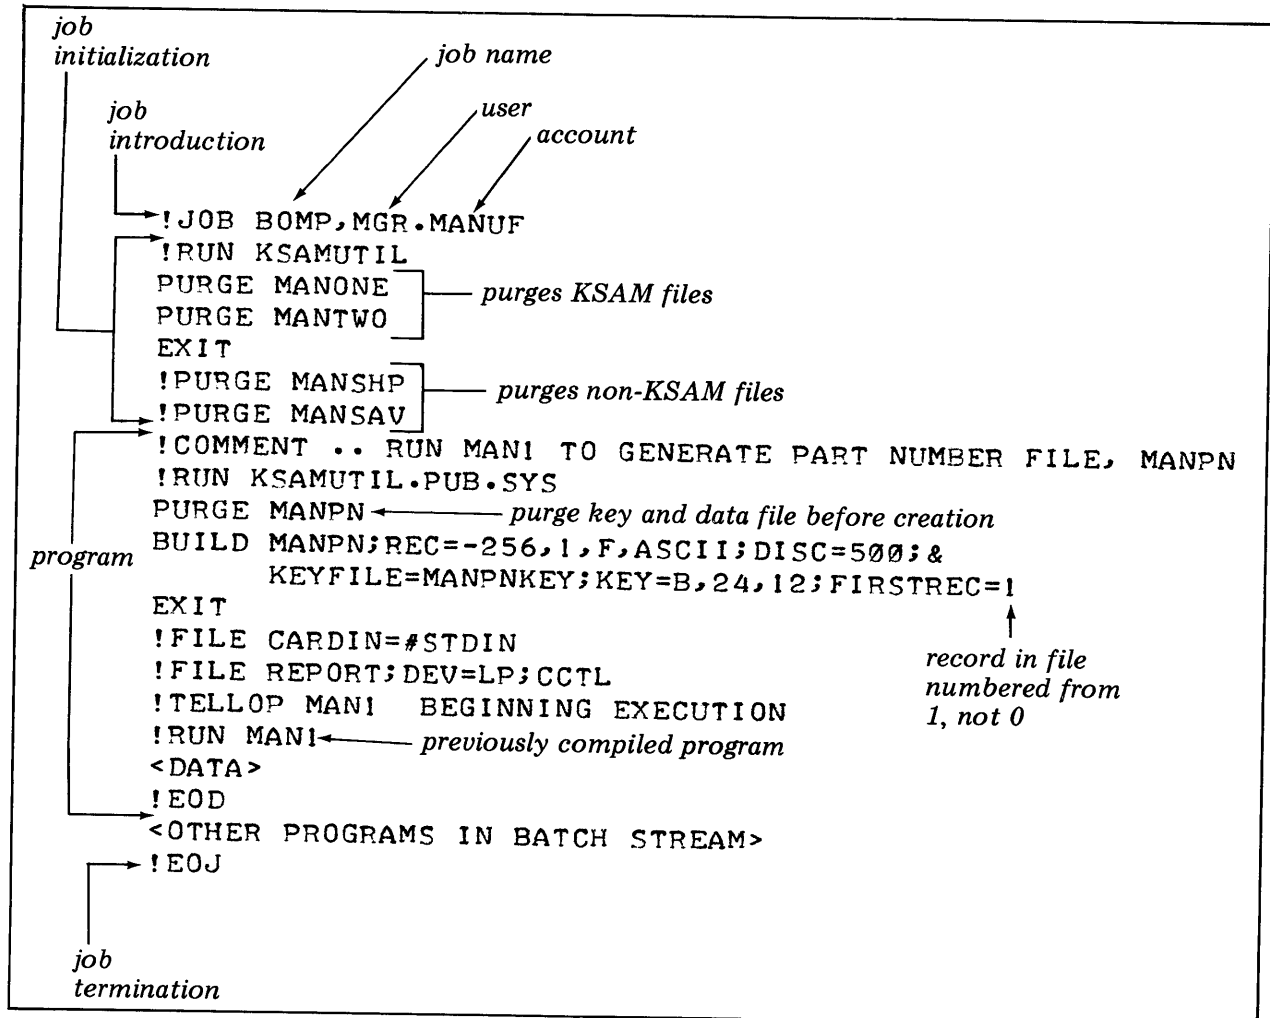 job
initialization
job name
job
introduction
user
account
!JOB BOMP,MGR.MANUF
!RUN KSAMUTIL
PURGE MANONE
purges KSAM files
PURGE MANTWO
EXIT
!PURGE MANSHP
purges non-KSAM files
!PURGE MANSAV
!COMMENT .. RUN MAN1 TO GENERATE PART NUMBER FILE, MANPN
!RUN KSAMUTIL.PUB.SYS
PURGE MANPN purge key and data file before creation
program
BUILD MANPN;REC=-256,1,F,ASCII;DISC=500;&
KEYFILE=MANPNKEY;KEY=B,24,12;FIRSTREC=1
EXIT
!FILE CARDIN=#STDIN
record in file
numbered from
1, not 0
!FILE REPORT;DEV=LP;CCTL
!TELLOP MAN1 BEGINNING EXECUTION
!RUN MAN1 previously compiled program
<DATA>
!EOD
<OTHER PROGRAMS IN BATCH STREAM>
!EOJ
job
termination